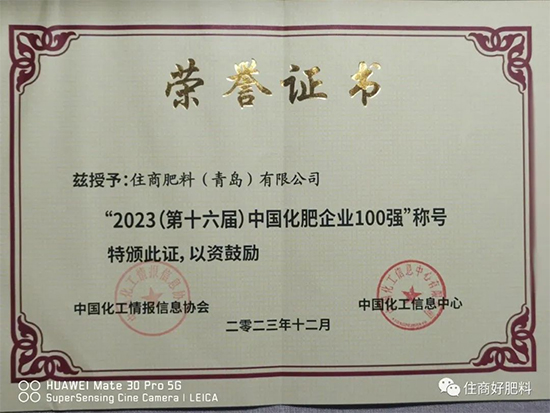 荣誉证书
兹授予：住商肥料（青岛）有限公司
“2023（第十六届）中国化肥企业100强”称号
特颁此证，以资鼓励
中国化工情报信息协会
中国化工信息中心
二〇二三年十二月
HUAWEI Mate 30 Pro 5G
SuperSensing Cine Camera | LEICA
住商好肥料